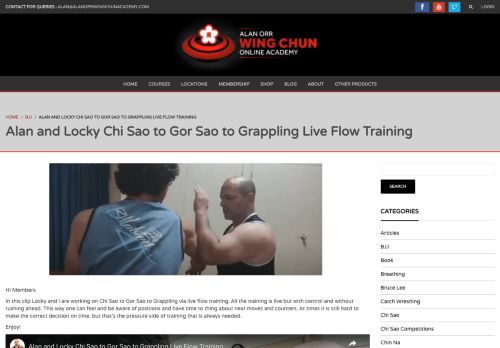 CONTACT FOR QUERIES : ALAN@ALANORRWINGCHUNACADEMY.COM
LOGIN
ALAN ORR
WING CHUN
ONLINE ACADEMY
HOME COURSES LOCATIONS MEMBERSHIP SHOP BLOG ABOUT OTHER PRODUCTS
HOME / BJJ / ALAN AND LOCKY CHI SAO TO GOR SAO TO GRAPPLING LIVE FLOW TRAINING
Alan and Locky Chi Sao to Gor Sao to Grappling Live Flow Training
SEARCH
CATEGORIES
Articles
BJJ
Book
Breathing
Bruce Lee
Catch Wrestling
Chi Sao
Chi Sao Competitions
Chin Na
Hi Members.
In this clip Locky and I are working on Chi Sao to Gor Sao to Grappling via live flow training. All the training is live but with control and without
rushing ahead. This way one can feel and be aware of positions and have time to thing about next moves and counters. At times it is still hard to
make the correct decision on time, but that's the pressure side of training that is always needed.
Enjoy!
Alan and Locky Chi Sao to Gor Sao to Grappling Live Flow Training